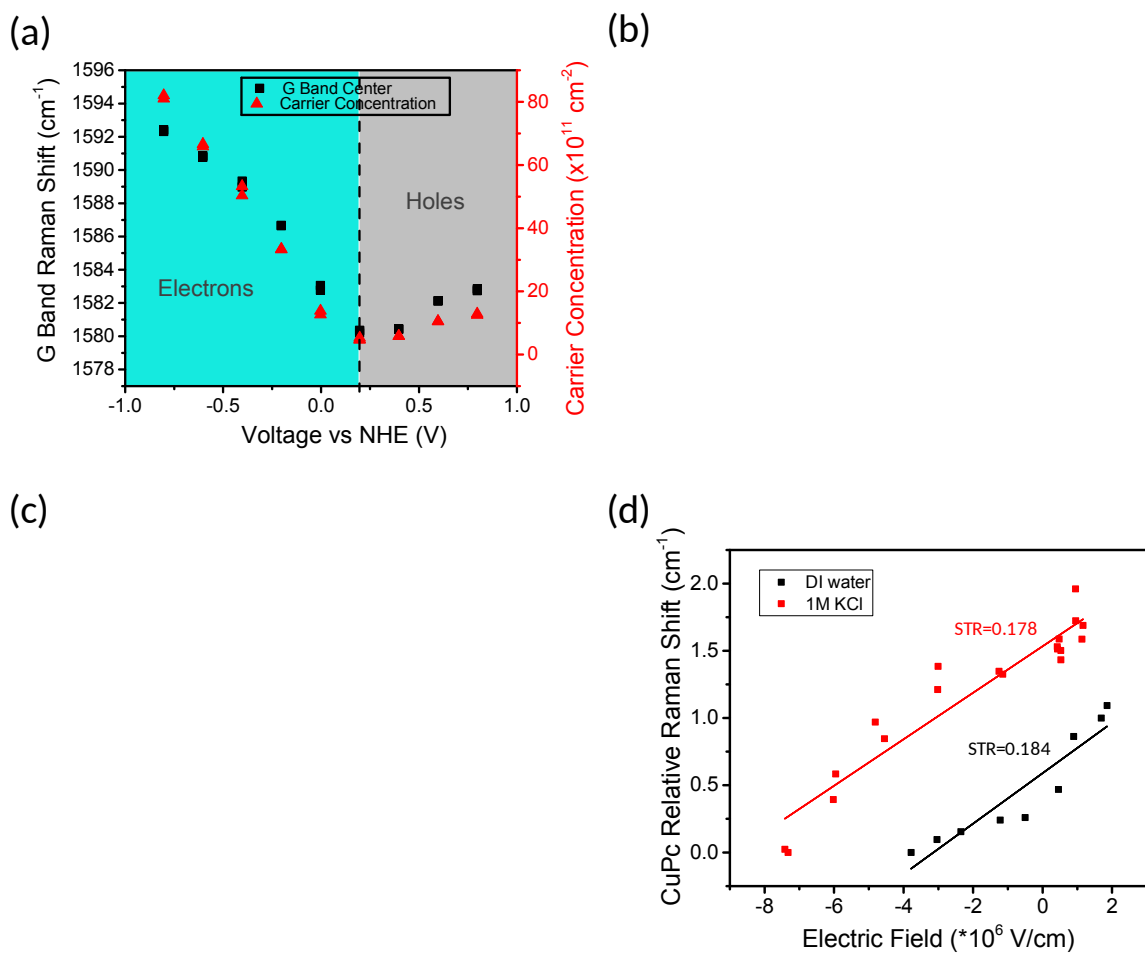 (a)
(b)
G Band Center
Carrier Concentration
G Band Raman Shift (cm-1)
1596
1594
1592
1590
1588
1586
1584
1582
1580
1578
Electrons
Holes
80
60
40
20
0
Carrier Concentration (x10^11 cm^-2)
-1.0
-0.5
0.0
0.5
1.0
Voltage vs NHE (V)
(c)
(d)
CuPc Relative Raman Shift (cm-1)
2.0
1.5
1.0
0.5
0.0
DI water
1M KCl
STR=0.178
STR=0.184
-8
-6
-4
-2
0
2
Electric Field (*10^6 V/cm)